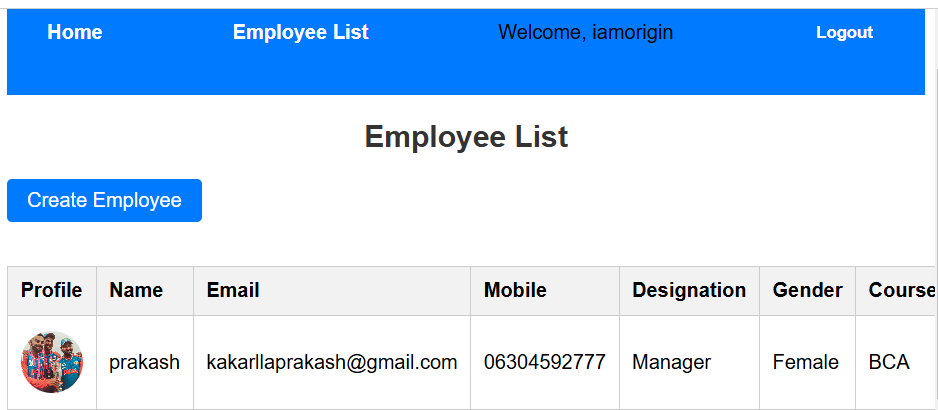 Home Employee List Welcome, iamorigin Logout
Employee List
Create Employee
Profile Name Email Mobile Designation Gender Course
prakash kakarllaprakash@gmail.com 06304592777 Manager Female BCA